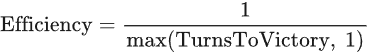 Efficiency = 1 / max(TurnsToVictory, 1)